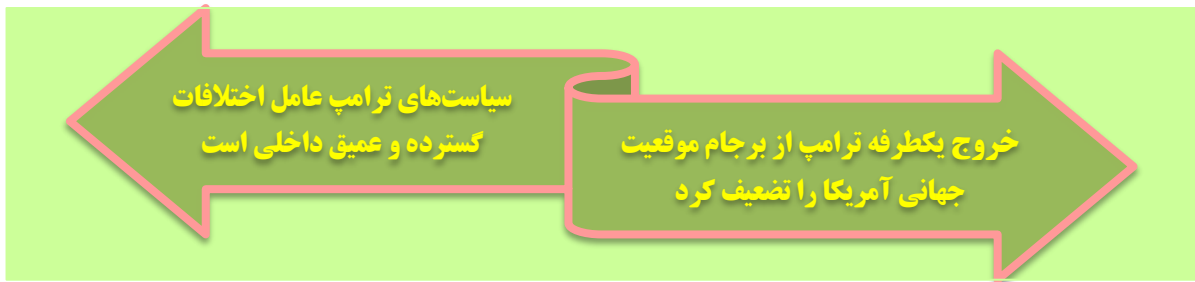 خروج یکطرفه ترامپ از برجام موقعیت
جهانی آمریکا را تضعیف کرد
سیاست‌های ترامپ عامل اختلافات
گسترده و عمیق داخلی است